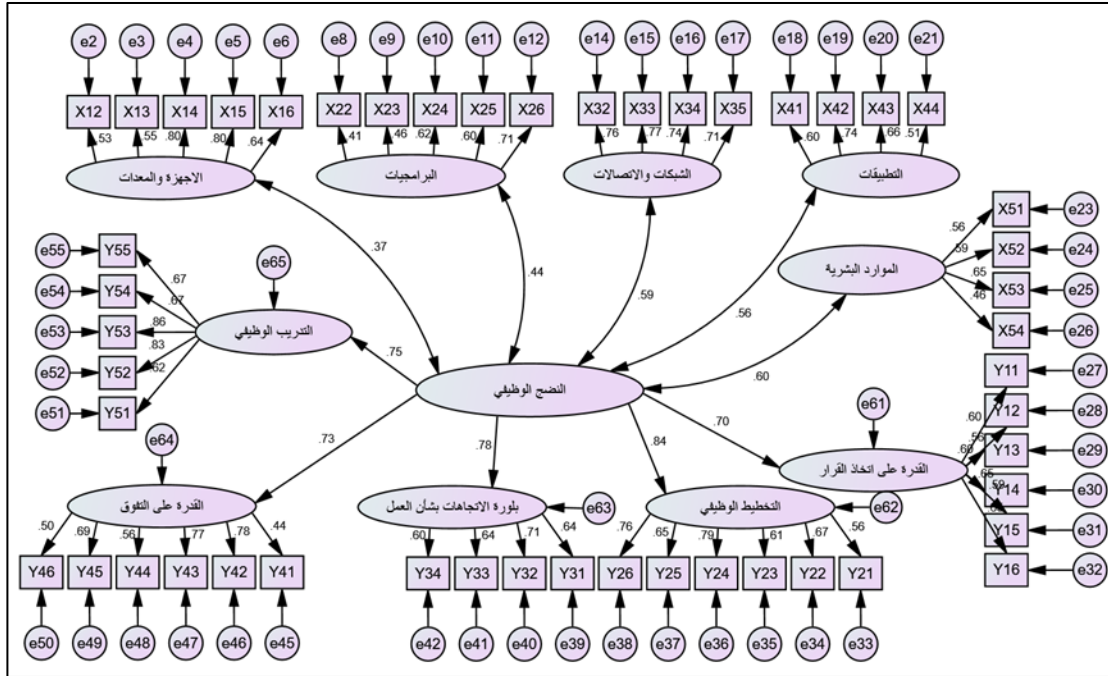 e2 e3 e4 e5 e6 e8 e9 e10 e11 e12 e14 e15 e16 e17 e18 e19 e20 e21
X12 X13 X14 X15 X16 X22 X23 X24 X25 X26 X32 X33 X34 X35 X41 X42 X43 X44
.53 .55 .80 .80 .64 .41 .46 .62 .60 .71 .76 .77 .74 .71 .60 .74 .66 .51
الاجهزة والمعدات
البرامجيات
الشبكات والاتصالات
التطبيقات
X51 e23
.56
X52 e24
.59
الموارد البشرية
X53 e25
.65
.46
X54 e26
.37 .44 .59 .56 .60
e55 Y55
e65
.67
e54 Y54
.67
e53 Y53
.86
التدريب الوظيفي
.83
e52 Y52
.62
e51 Y51
.75
النضج الوظيفي
.73 .78 .84 .70
Y11 e27
.60
e61
Y12 e28
.56
.60
Y13 e29
القدرة على اتخاذ القرار
.65
Y14 e30
.59
Y15 e31
Y16 e32
e64
القدرة على التفوق
بلورة الاتجاهات بشأن العمل
e63
التخطيط الوظيفي
e62
.50 .69 .56 .77 .78 .44 .60 .64 .71 .64 .76 .65 .79 .61 .67 .56
Y46 Y45 Y44 Y43 Y42 Y41 Y34 Y33 Y32 Y31 Y26 Y25 Y24 Y23 Y22 Y21
e50 e49 e48 e47 e46 e45 e42 e41 e40 e39 e38 e37 e36 e35 e34 e33